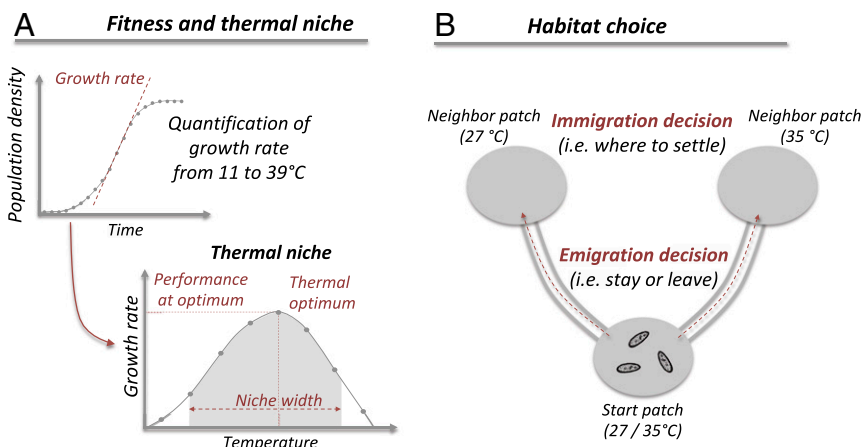 A
Fitness and thermal niche
Population density
Growth rate
Quantification of
growth rate
from 11 to 39°C
Time
Thermal niche
Growth rate
Performance
at optimum
Thermal
optimum
Niche width
Temperature
B
Habitat choice
Neighbor patch
(27 °C)
Immigration decision
(i.e. where to settle)
Neighbor patch
(35 °C)
Emigration decision
(i.e. stay or leave)
Start patch
(27 / 35°C)